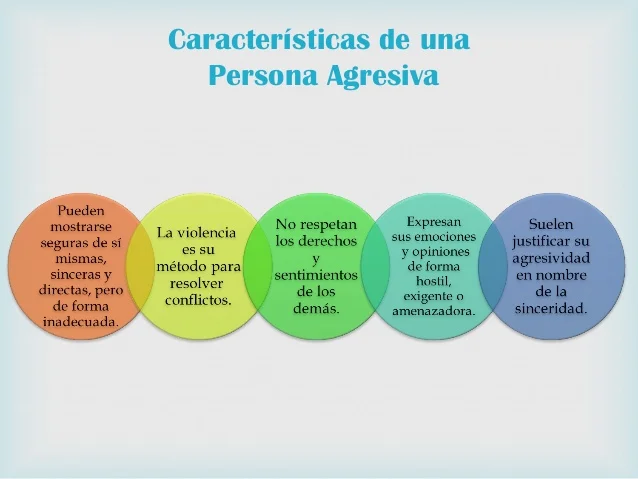 Características de una
Persona Agresiva
Pueden
mostrarse
seguras de sí
mismas,
sinceras y
directas, pero
de forma
inadecuada.
La violencia
es su
método para
resolver
conflictos.
No respetan
los derechos
y
sentimientos
de los
demás.
Expresan
sus emociones
y opiniones
de forma
hostil,
exigente o
amenazadora.
Suelen
justificar su
agresividad
en nombre
de la
sinceridad.